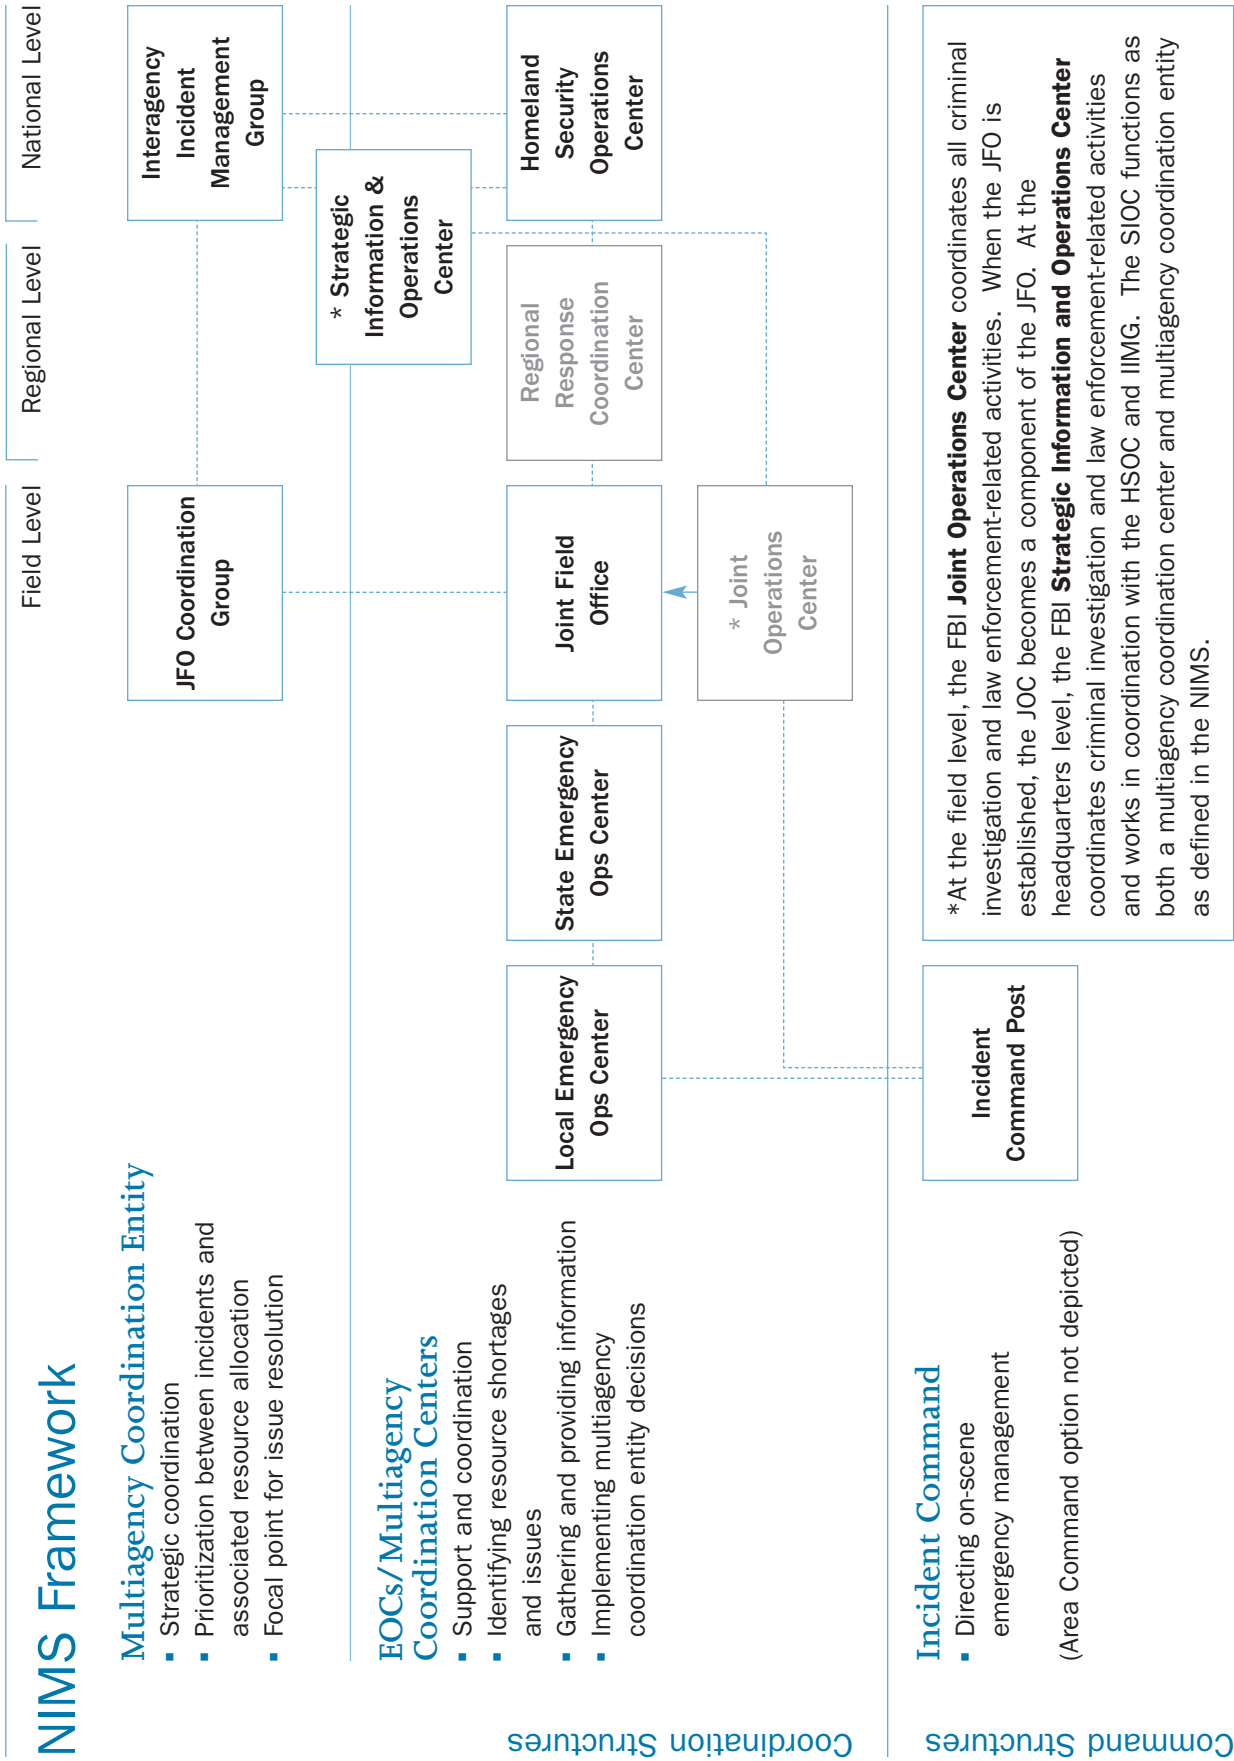 NIMS Framework
Field Level
Regional Level
National Level
Coordination Structures
Multiagency Coordination Entity
▪ Strategic coordination
▪ Prioritization between incidents and
associated resource allocation
▪ Focal point for issue resolution
JFO Coordination
Group
Interagency
Incident
Management
Group
* Strategic
Information &
Operations
Center
EOCs/Multiagency
Coordination Centers
▪ Support and coordination
▪ Identifying resource shortages
and issues
▪ Gathering and providing information
▪ Implementing multiagency
coordination entity decisions
Local Emergency
Ops Center
State Emergency
Ops Center
Joint Field
Office
Regional
Response
Coordination
Center
Homeland
Security
Operations
Center
* Joint
Operations
Center
Command Structures
Incident Command
▪ Directing on-scene
emergency management
(Area Command option not depicted)
Incident
Command Post
*At the field level, the FBI Joint Operations Center coordinates all criminal
investigation and law enforcement-related activities. When the JFO is
established, the JOC becomes a component of the JFO. At the
headquarters level, the FBI Strategic Information and Operations Center
coordinates criminal investigation and law enforcement-related activities
and works in coordination with the HSOC and IIMG. The SIOC functions as
both a multiagency coordination center and multiagency coordination entity
as defined in the NIMS.